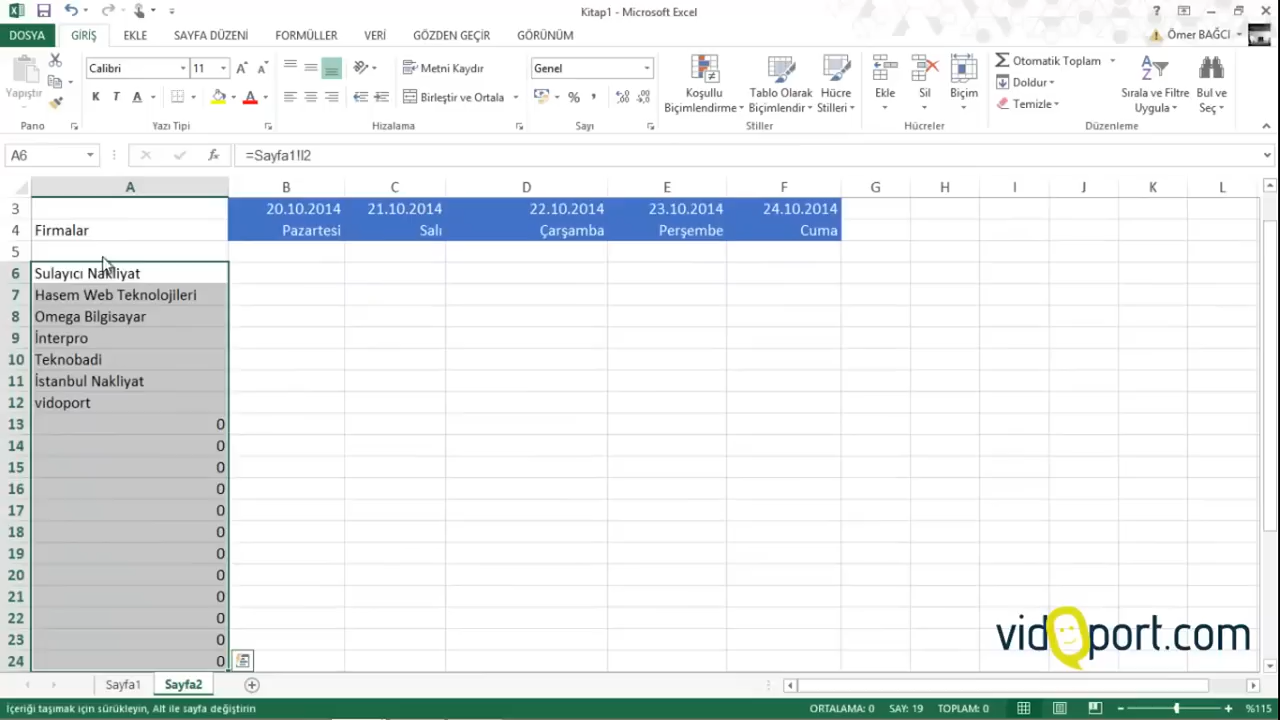 Kitap1 - Microsoft Excel
DOSYA GİRİŞ EKLE SAYFA DÜZENİ FORMÜLLER VERİ GÖZDEN GEÇİR GÖRÜNÜM Ömer BAĞCI
Yapıştır
Calibri 11
K T A
Metni Kaydır
Birleştir ve Ortala
Genel
Koşullu Biçimlendirme
Tablo Olarak Biçimlendir
Hücre Stilleri
Ekle Sil Biçim
Otomatik Toplam
Doldur
Temizle
Sırala ve Filtre Uygula
Bul ve Seç
Pano Yazı Tipi Hizalama Sayı Stiller Hücreler Düzenleme
A6 fx =Sayfa1!I2
A B C D E F G H I J K L
3 20.10.2014 21.10.2014 22.10.2014 23.10.2014 24.10.2014
4 Firmalar Pazartesi Salı Çarşamba Perşembe Cuma
5
6 Sulayıcı Nakliyat
7 Hasem Web Teknolojileri
8 Omega Bilgisayar
9 İnterpro
10 Teknobadi
11 İstanbul Nakliyat
12 vidoport
13 0
14 0
15 0
16 0
17 0
18 0
19 0
20 0
21 0
22 0
23 0
24 0
vidoport.com
Sayfa1 Sayfa2
İçeriği taşımak için sürükleyin, Alt ile sayfa değiştirin ORTALAMA: 0 SAY: 19 TOPLAM: 0 %115